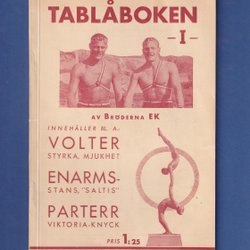 TABLÅBOKEN
- I -
AV BRÖDERNA EK
INNEHÅLLER BL. A.
VOLTER
STYRKA, MJUKHET
ENARMS-
STANS, "SALTIS"
PARTERR
VIKTORIA-KNYCK
PRIS 1:25